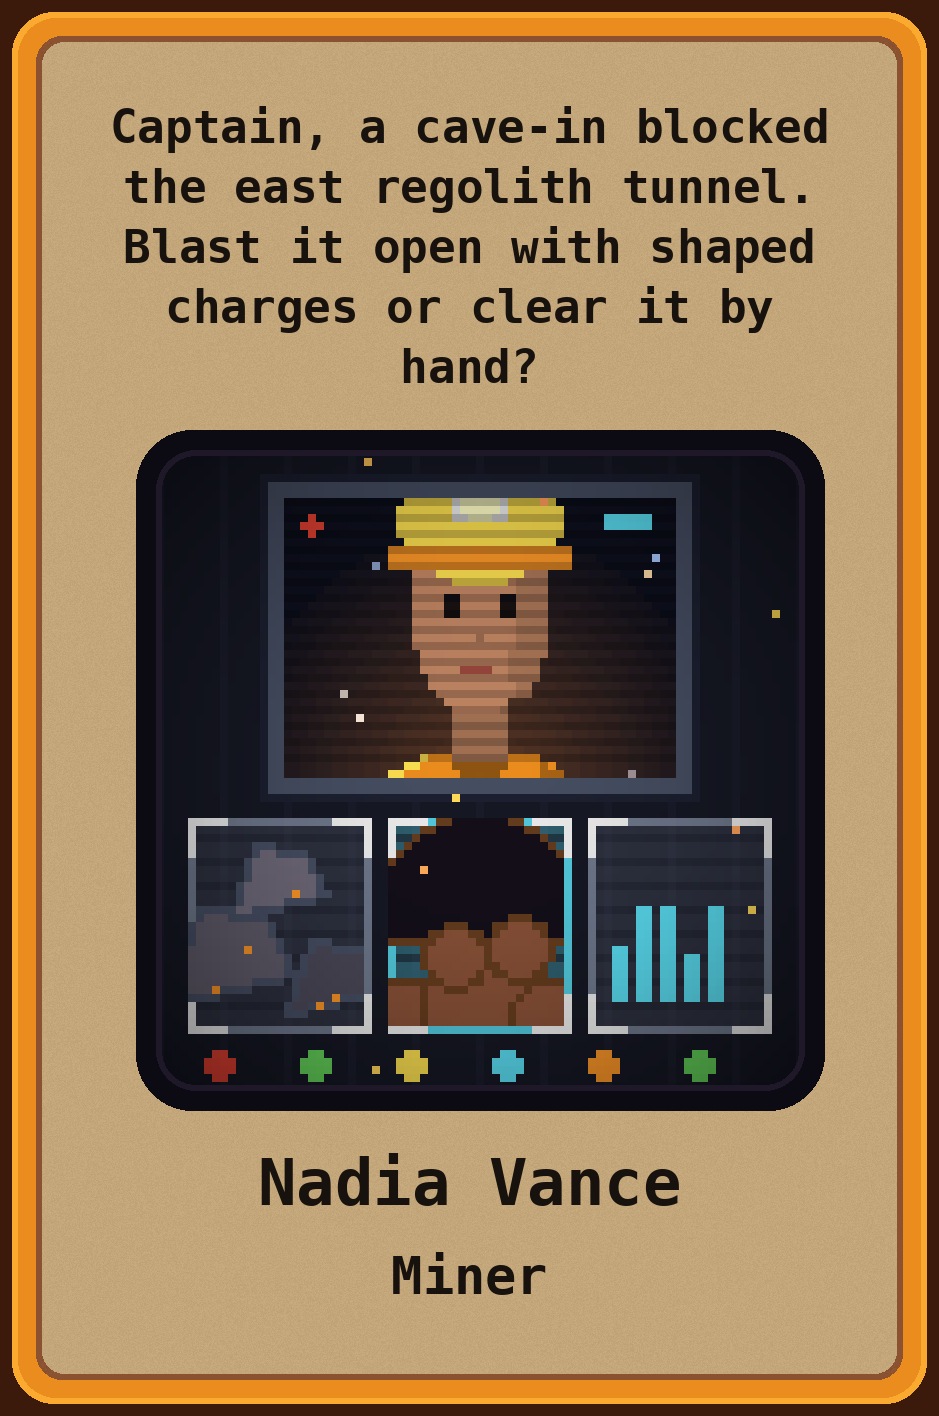 Captain, a cave-in blocked
the east regolith tunnel.
Blast it open with shaped
charges or clear it by
hand?
Nadia Vance
Miner